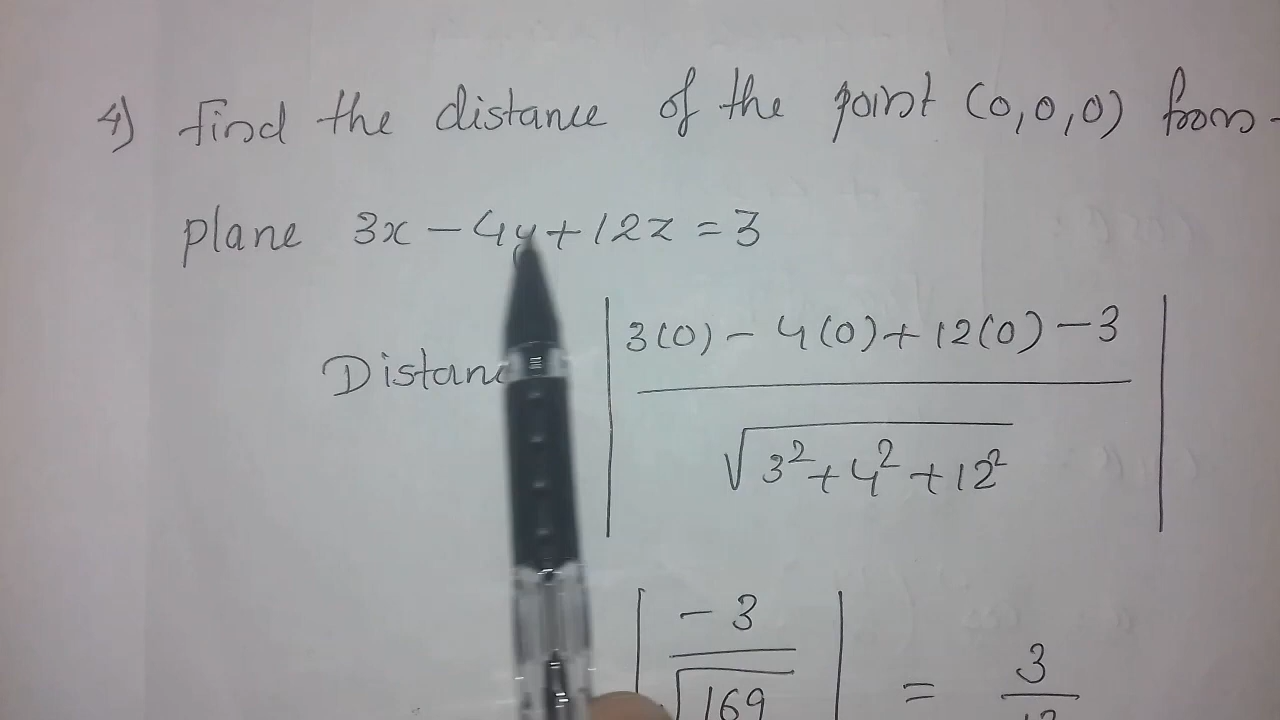 4) find the distance of the point (0,0,0) from
plane 3x - 4y + 12z = 3
| 3(0) - 4(0) + 12(0) - 3 |
√3² + 4² + 12²
| -3 | = 3
√169